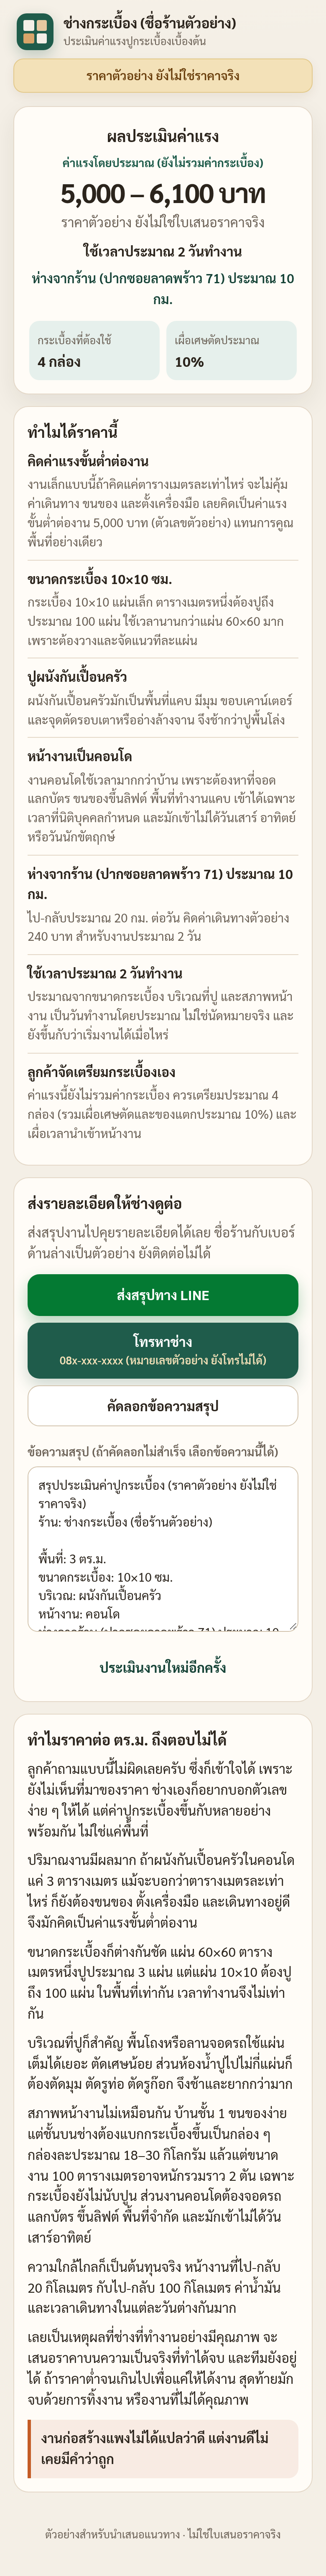 ช่างกระเบื้อง (ชื่อร้านตัวอย่าง)
ประเมินค่าแรงปูกระเบื้องเบื้องต้น
ราคาตัวอย่าง ยังไม่ใช่ราคาจริง
ผลประเมินค่าแรง
ค่าแรงโดยประมาณ (ยังไม่รวมค่ากระเบื้อง)
5,000 – 6,100 บาท
ราคาตัวอย่าง ยังไม่ใช่ใบเสนอราคาจริง
ใช้เวลาประมาณ 2 วันทำงาน
ห่างจากร้าน (ปากซอยลาดพร้าว 71) ประมาณ 10
กม.
กระเบื้องที่ต้องใช้
4 กล่อง
เผื่อเศษตัดประมาณ
10%
ทำไมได้ราคานี้
คิดค่าแรงขั้นต่ำต่องาน
งานเล็กแบบนี้ถ้าคิดแค่ตารางเมตรละเท่าไหร่ จะไม่คุ้ม
ค่าเดินทาง ขนของ และตั้งเครื่องมือ เลยคิดเป็นค่าแรง
ขั้นต่ำต่องาน 5,000 บาท (ตัวเลขตัวอย่าง) แทนการคูณ
พื้นที่อย่างเดียว
ขนาดกระเบื้อง 10×10 ซม.
กระเบื้อง 10×10 แผ่นเล็ก ตารางเมตรหนึ่งต้องปูถึง
ประมาณ 100 แผ่น ใช้เวลานานกว่าแผ่น 60×60 มาก
เพราะต้องวางและจัดแนวทีละแผ่น
ปูผนังกันเปื้อนครัว
ผนังกันเปื้อนครัวมักเป็นพื้นที่แคบ มีมุม ขอบเคาน์เตอร์
และจุดตัดรอบเตาหรืออ่างล้างจาน จึงช้ากว่าปูพื้นโล่ง
หน้างานเป็นคอนโด
งานคอนโดใช้เวลามากกว่าบ้าน เพราะต้องหาที่จอด
แลกบัตร ขนของขึ้นลิฟต์ พื้นที่ทำงานแคบ เข้าได้เฉพาะ
เวลาที่นิติบุคคลกำหนด และมักเข้าไม่ได้วันเสาร์ อาทิตย์
หรือวันนักขัตฤกษ์
ห่างจากร้าน (ปากซอยลาดพร้าว 71) ประมาณ 10
กม.
ไป-กลับประมาณ 20 กม. ต่อวัน คิดค่าเดินทางตัวอย่าง
240 บาท สำหรับงานประมาณ 2 วัน
ใช้เวลาประมาณ 2 วันทำงาน
ประมาณจากขนาดกระเบื้อง บริเวณที่ปู และสภาพหน้า
งาน เป็นวันทำงานโดยประมาณ ไม่ใช่นัดหมายจริง และ
ยังขึ้นกับว่าเริ่มงานได้เมื่อไหร่
ลูกค้าจัดเตรียมกระเบื้องเอง
ค่าแรงนี้ยังไม่รวมค่ากระเบื้อง ควรเตรียมประมาณ 4
กล่อง (รวมเผื่อเศษตัดและของแตกประมาณ 10%) และ
เผื่อเวลานำเข้าหน้างาน
ส่งรายละเอียดให้ช่างดูต่อ
ส่งสรุปงานไปคุยรายละเอียดได้เลย ชื่อร้านกับเบอร์
ด้านล่างเป็นตัวอย่าง ยังติดต่อไม่ได้
ส่งสรุปทาง LINE
โทรหาช่าง
08x-xxx-xxxx (หมายเลขตัวอย่าง ยังโทรไม่ได้)
คัดลอกข้อความสรุป
ข้อความสรุป (ถ้าคัดลอกไม่สำเร็จ เลือกข้อความนี้ได้)
สรุปประเมินค่าปูกระเบื้อง (ราคาตัวอย่าง ยังไม่ใช่
ราคาจริง)
ร้าน: ช่างกระเบื้อง (ชื่อร้านตัวอย่าง)
พื้นที่: 3 ตร.ม.
ขนาดกระเบื้อง: 10×10 ซม.
บริเวณ: ผนังกันเปื้อนครัว
หน้างาน: คอนโด
ห่างจากร้าน (ปากซอยลาดพร้าว 71) ประมาณ 10
ประเมินงานใหม่อีกครั้ง
ทำไมราคาต่อ ตร.ม. ถึงตอบไม่ได้
ลูกค้าถามแบบนี้ไม่ผิดเลยครับ ซึ่งก็เข้าใจได้ เพราะ
ยังไม่เห็นที่มาของราคา ช่างเองก็อยากบอกตัวเลข
ง่าย ๆ ให้ได้ แต่ค่าปูกระเบื้องขึ้นกับหลายอย่าง
พร้อมกัน ไม่ใช่แค่พื้นที่
ปริมาณงานมีผลมาก ถ้าผนังกันเปื้อนครัวในคอนโด
แค่ 3 ตารางเมตร แม้จะบอกว่าตารางเมตรละเท่า
ไหร่ ก็ยังต้องขนของ ตั้งเครื่องมือ และเดินทางอยู่ดี
จึงมักคิดเป็นค่าแรงขั้นต่ำต่องาน
ขนาดกระเบื้องก็ต่างกันชัด แผ่น 60×60 ตาราง
เมตรหนึ่งปูประมาณ 3 แผ่น แต่แผ่น 10×10 ต้องปู
ถึง 100 แผ่น ในพื้นที่เท่ากัน เวลาทำงานจึงไม่เท่า
กัน
บริเวณที่ปูก็สำคัญ พื้นโถงหรือลานจอดรถใช้แผ่น
เต็มได้เยอะ ตัดเศษน้อย ส่วนห้องน้ำปูไปไม่กี่แผ่นก็
ต้องตัดมุม ตัดรูท่อ ตัดรูก๊อก จึงช้าและยากกว่ามาก
สภาพหน้างานไม่เหมือนกัน บ้านชั้น 1 ขนของง่าย
แต่ชั้นบนช่างต้องแบกกระเบื้องขึ้นเป็นกล่อง ๆ
กล่องละประมาณ 18–30 กิโลกรัม แล้วแต่ขนาด
งาน 100 ตารางเมตรอาจหนักรวมราว 2 ตัน เฉพาะ
กระเบื้องยังไม่นับปูน ส่วนงานคอนโดต้องจอดรถ
แลกบัตร ขึ้นลิฟต์ พื้นที่จำกัด และมักเข้าไม่ได้วัน
เสาร์อาทิตย์
ความใกล้ไกลก็เป็นต้นทุนจริง หน้างานที่ไป-กลับ
20 กิโลเมตร กับไป-กลับ 100 กิโลเมตร ค่าน้ำมัน
และเวลาเดินทางในแต่ละวันต่างกันมาก
เลยเป็นเหตุผลที่ช่างที่ทำงานอย่างมีคุณภาพ จะ
เสนอราคาบนความเป็นจริงที่ทำได้จบ และทีมยังอยู่
ได้ ถ้าราคาต่ำจนเกินไปเพื่อแค่ให้ได้งาน สุดท้ายมัก
จบด้วยการทิ้งงาน หรืองานที่ไม่ได้คุณภาพ
งานก่อสร้างแพงไม่ได้แปลว่าดี แต่งานดีไม่
เคยมีคำว่าถูก
ตัวอย่างสำหรับนำเสนอแนวทาง · ไม่ใช่ใบเสนอราคาจริง